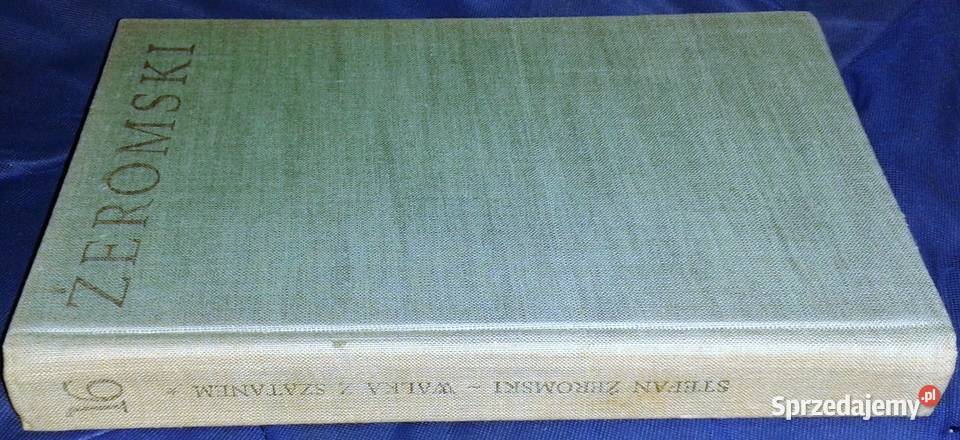 ŻEROMSKI
STEFAN ŻEROMSKI ~ WALKA Z SZATANEM *
16
Sprzedajemy.pl